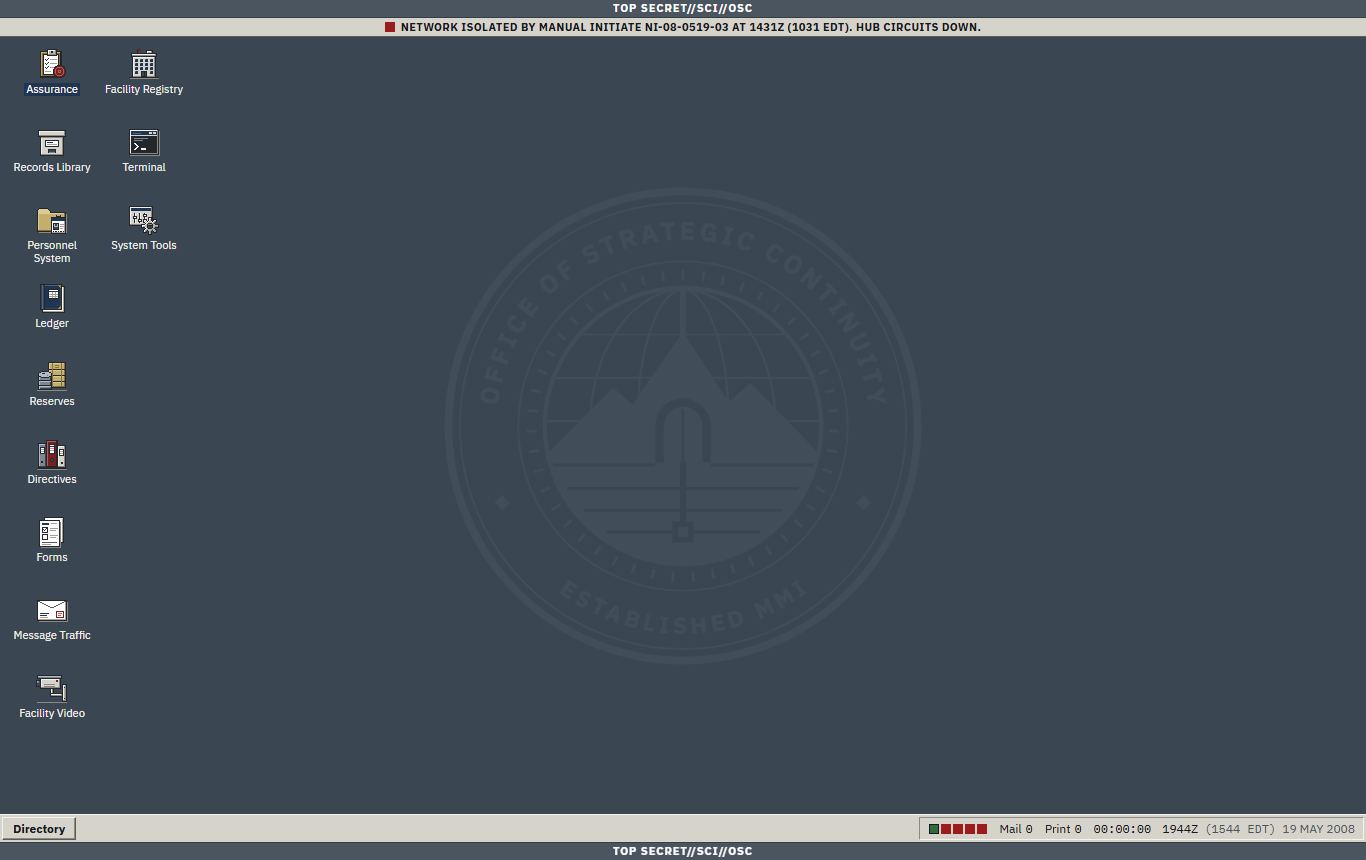 TOP SECRET//SCI//OSC
NETWORK ISOLATED BY MANUAL INITIATE NI-08-0519-03 AT 1431Z (1031 EDT). HUB CIRCUITS DOWN.
Assurance
Facility Registry
Records Library
Terminal
Personnel
System
System Tools
Ledger
Reserves
Directives
Forms
Message Traffic
Facility Video
OFFICE OF STRATEGIC CONTINUITY
ESTABLISHED MMI
Directory
Mail 0 Print 0 00:00:00 1944Z (1544 EDT) 19 MAY 2008
TOP SECRET//SCI//OSC